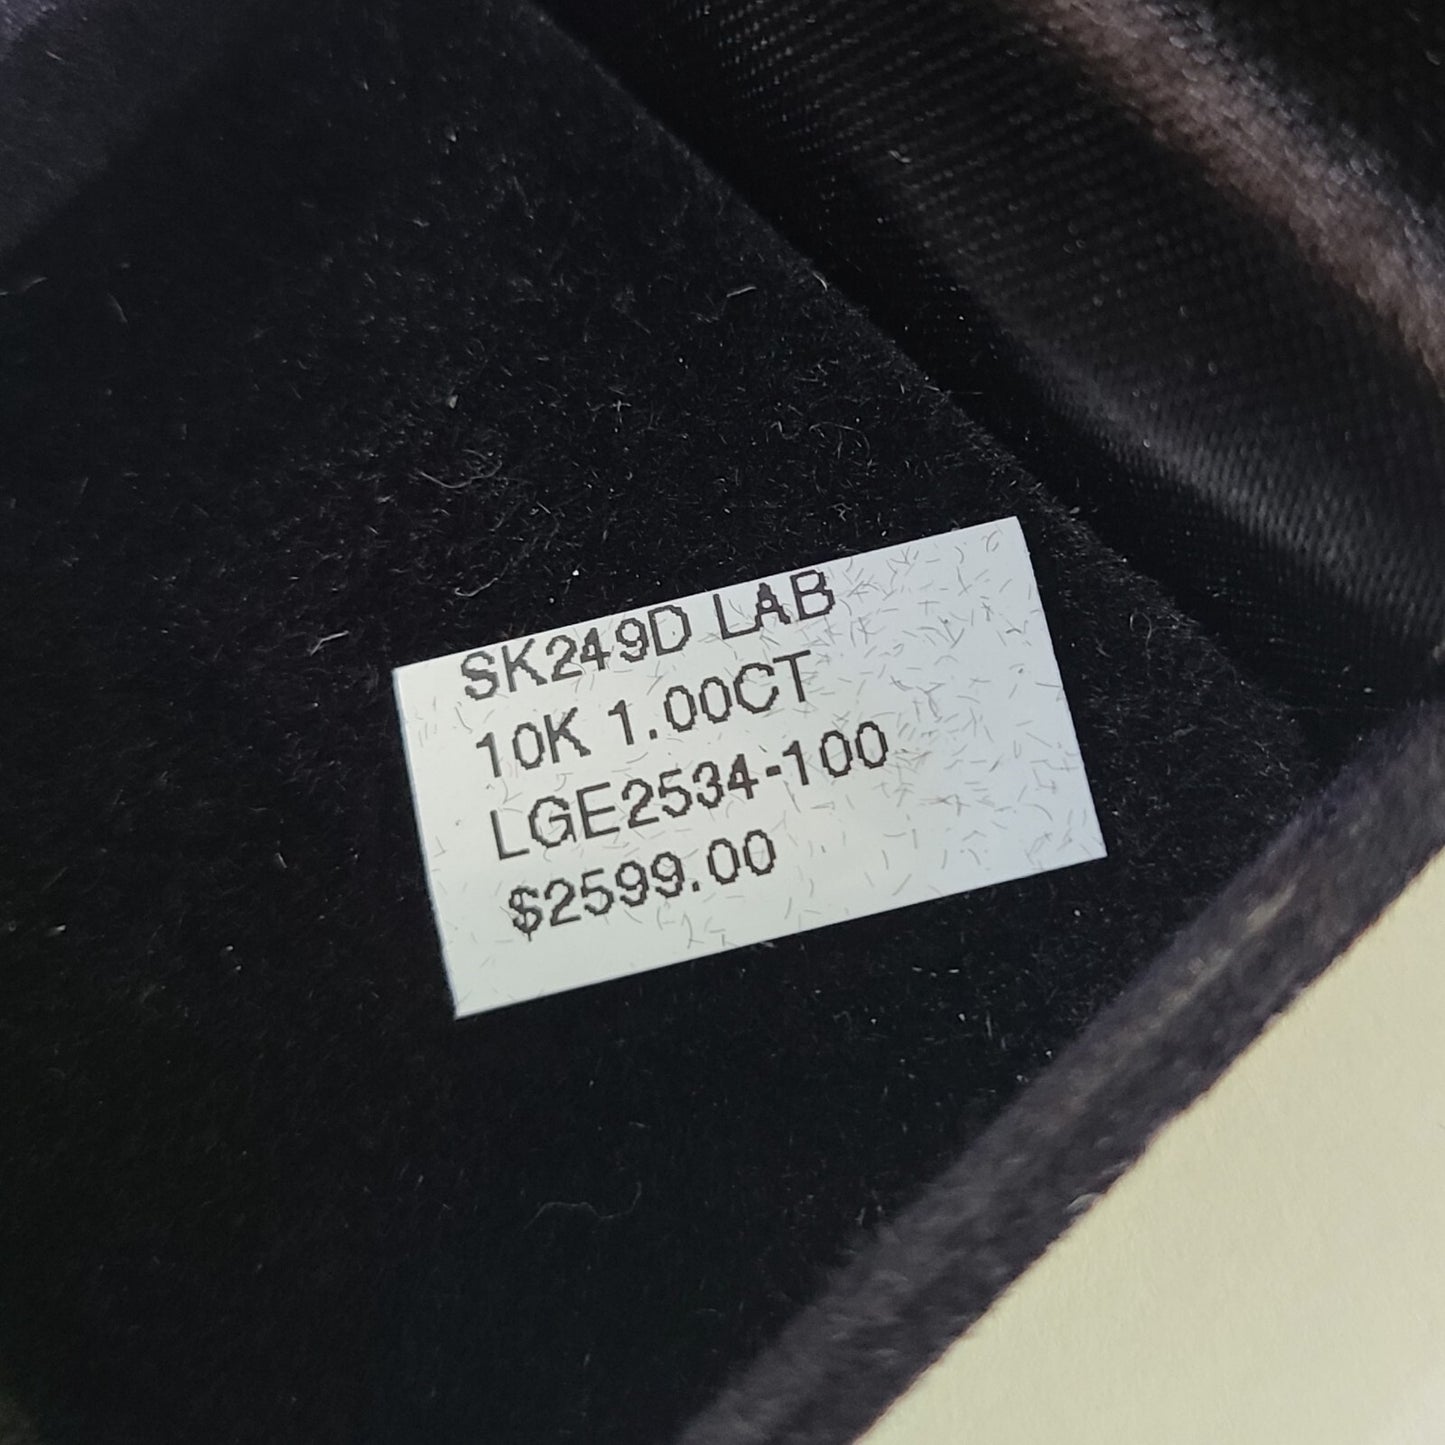 SK249D LAB
10K 1.00CT
LGE2534-100
$2599.00